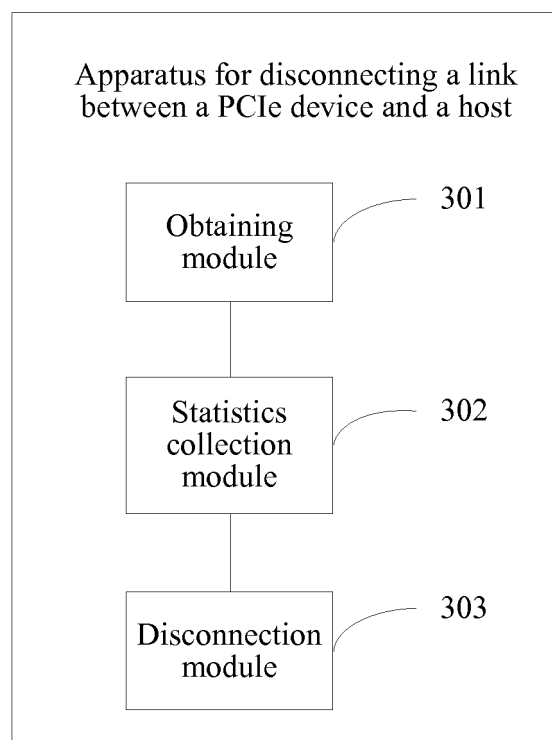 Apparatus for disconnecting a link
between a PCIe device and a host
Obtaining
module
301
Statistics
collection
module
302
Disconnection
module
303